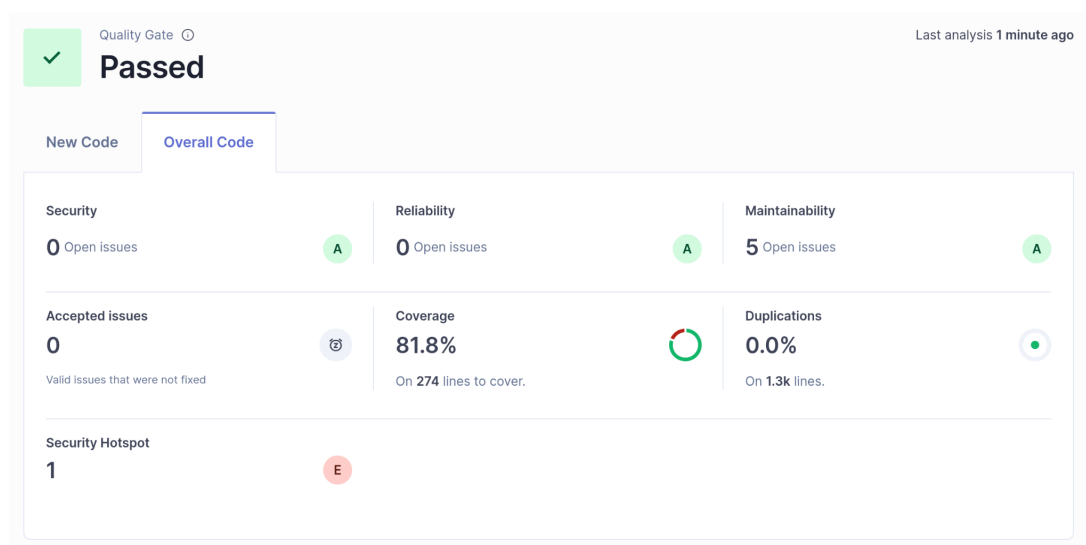 Quality Gate
Last analysis 1 minute ago
Passed
New Code
Overall Code
Security
0 Open issues
A
Reliability
0 Open issues
A
Maintainability
5 Open issues
A
Accepted issues
0
Valid issues that were not fixed
Coverage
81.8%
On 274 lines to cover.
Duplications
0.0%
On 1.3k lines.
Security Hotspot
1
E